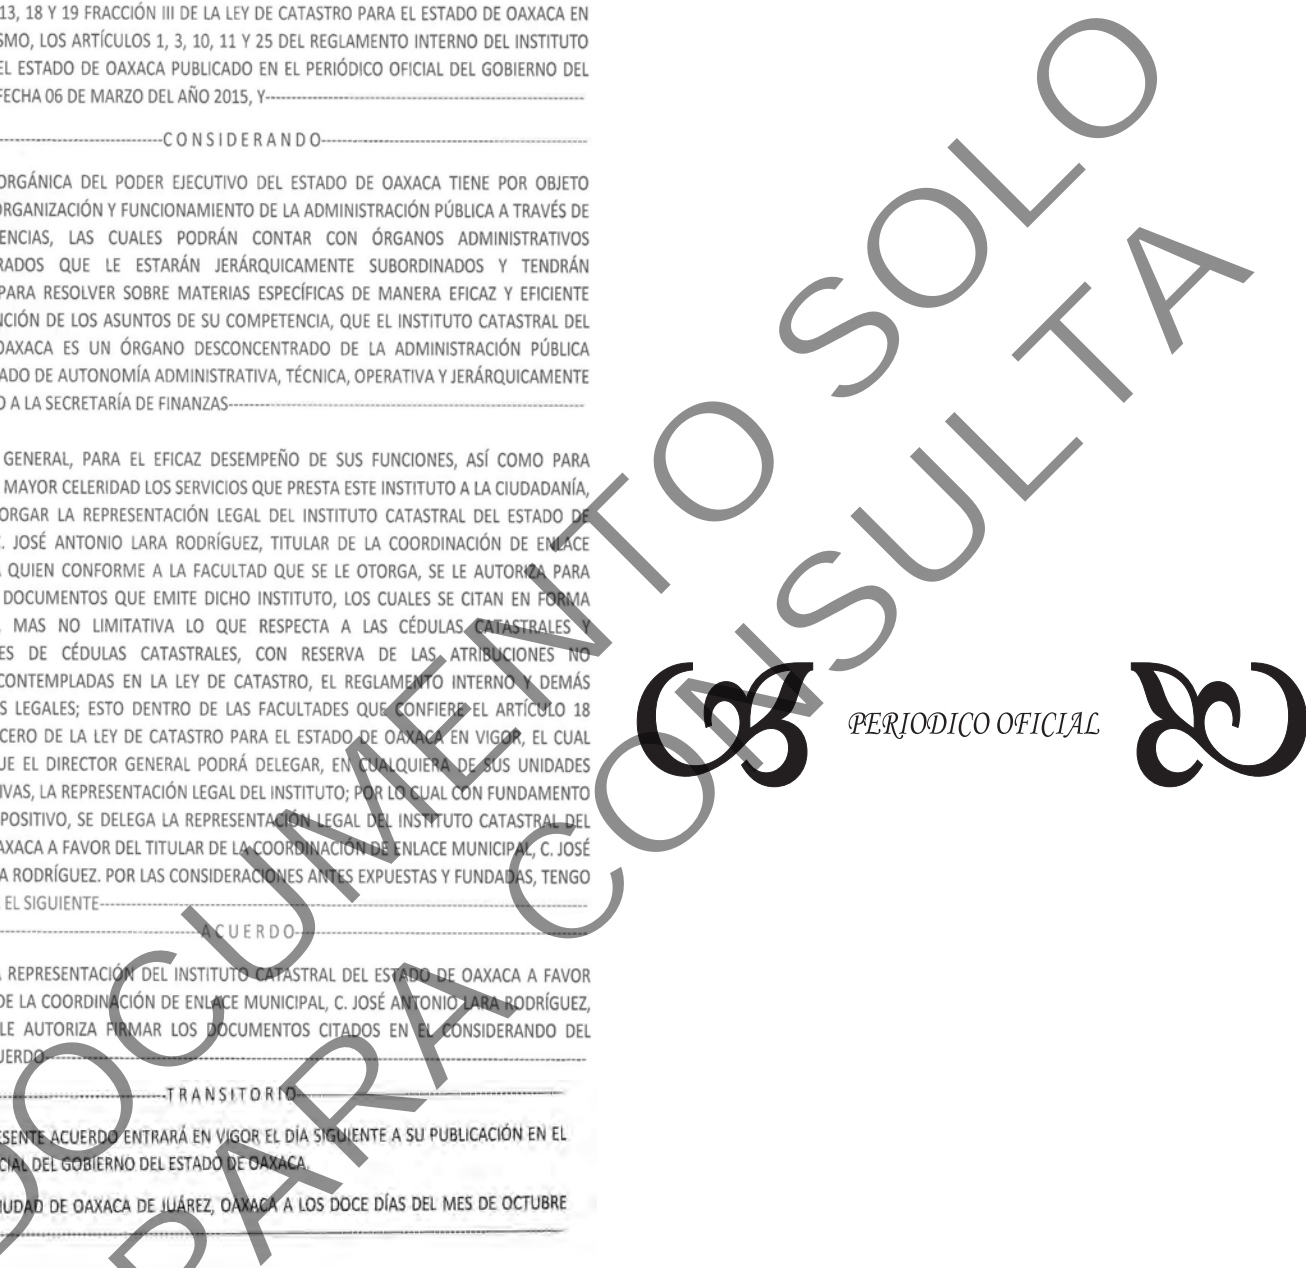 13, 18 Y 19 FRACCIÓN III DE LA LEY DE CATASTRO PARA EL ESTADO DE OAXACA EN
SMO, LOS ARTÍCULOS 1, 3, 10, 11 Y 25 DEL REGLAMENTO INTERNO DEL INSTITUTO
EL ESTADO DE OAXACA PUBLICADO EN EL PERIÓDICO OFICIAL DEL GOBIERNO DEL
FECHA 06 DE MARZO DEL AÑO 2015, Y
CONSIDERANDO
ORGÁNICA DEL PODER EJECUTIVO DEL ESTADO DE OAXACA TIENE POR OBJETO
ORGANIZACIÓN Y FUNCIONAMIENTO DE LA ADMINISTRACIÓN PÚBLICA A TRAVÉS DE
ENCIAS, LAS CUALES PODRÁN CONTAR CON ÓRGANOS ADMINISTRATIVOS
RADOS QUE LE ESTARÁN JERÁRQUICAMENTE SUBORDINADOS Y TENDRÁN
PARA RESOLVER SOBRE MATERIAS ESPECÍFICAS DE MANERA EFICAZ Y EFICIENTE
NCIÓN DE LOS ASUNTOS DE SU COMPETENCIA, QUE EL INSTITUTO CATASTRAL DEL
OAXACA ES UN ÓRGANO DESCONCENTRADO DE LA ADMINISTRACIÓN PÚBLICA
ADO DE AUTONOMÍA ADMINISTRATIVA, TÉCNICA, OPERATIVA Y JERÁRQUICAMENTE
O A LA SECRETARÍA DE FINANZAS
GENERAL, PARA EL EFICAZ DESEMPEÑO DE SUS FUNCIONES, ASÍ COMO PARA
MAYOR CELERIDAD LOS SERVICIOS QUE PRESTA ESTE INSTITUTO A LA CIUDADANÍA,
ORGAR LA REPRESENTACIÓN LEGAL DEL INSTITUTO CATASTRAL DEL ESTADO DE
C. JOSÉ ANTONIO LARA RODRÍGUEZ, TITULAR DE LA COORDINACIÓN DE ENLACE
A QUIEN CONFORME A LA FACULTAD QUE SE LE OTORGA, SE LE AUTORIZA PARA
DOCUMENTOS QUE EMITE DICHO INSTITUTO, LOS CUALES SE CITAN EN FORMA
, MAS NO LIMITATIVA LO QUE RESPECTA A LAS CÉDULAS CATASTRALES Y
ES DE CÉDULAS CATASTRALES, CON RESERVA DE LAS ATRIBUCIONES NO
CONTEMPLADAS EN LA LEY DE CATASTRO, EL REGLAMENTO INTERNO Y DEMÁS
S LEGALES; ESTO DENTRO DE LAS FACULTADES QUE CONFIERE EL ARTÍCULO 18
CERO DE LA LEY DE CATASTRO PARA EL ESTADO DE OAXACA EN VIGOR, EL CUAL
UE EL DIRECTOR GENERAL PODRÁ DELEGAR, EN CUALQUIERA DE SUS UNIDADES
IVAS, LA REPRESENTACIÓN LEGAL DEL INSTITUTO; POR LO CUAL CON FUNDAMENTO
POSITIVO, SE DELEGA LA REPRESENTACIÓN LEGAL DEL INSTITUTO CATASTRAL DEL
AXACA A FAVOR DEL TITULAR DE LA COORDINACIÓN DE ENLACE MUNICIPAL, C. JOSÉ
A RODRÍGUEZ. POR LAS CONSIDERACIONES ANTES EXPUESTAS Y FUNDADAS, TENGO
EL SIGUIENTE
ACUERDO
A REPRESENTACIÓN DEL INSTITUTO CATASTRAL DEL ESTADO DE OAXACA A FAVOR
DE LA COORDINACIÓN DE ENLACE MUNICIPAL, C. JOSÉ ANTONIO LARA RODRÍGUEZ,
LE AUTORIZA FIRMAR LOS DOCUMENTOS CITADOS EN EL CONSIDERANDO DEL
UERDO
TRANSITORIO
ESENTE ACUERDO ENTRARÁ EN VIGOR EL DÍA SIGUIENTE A SU PUBLICACIÓN EN EL
CIAL DEL GOBIERNO DEL ESTADO DE OAXACA.
IUDAD DE OAXACA DE JUÁREZ, OAXACA A LOS DOCE DÍAS DEL MES DE OCTUBRE
PERIODICO OFICIAL
DOCUMENTO SOLO
PARA CONSULTA